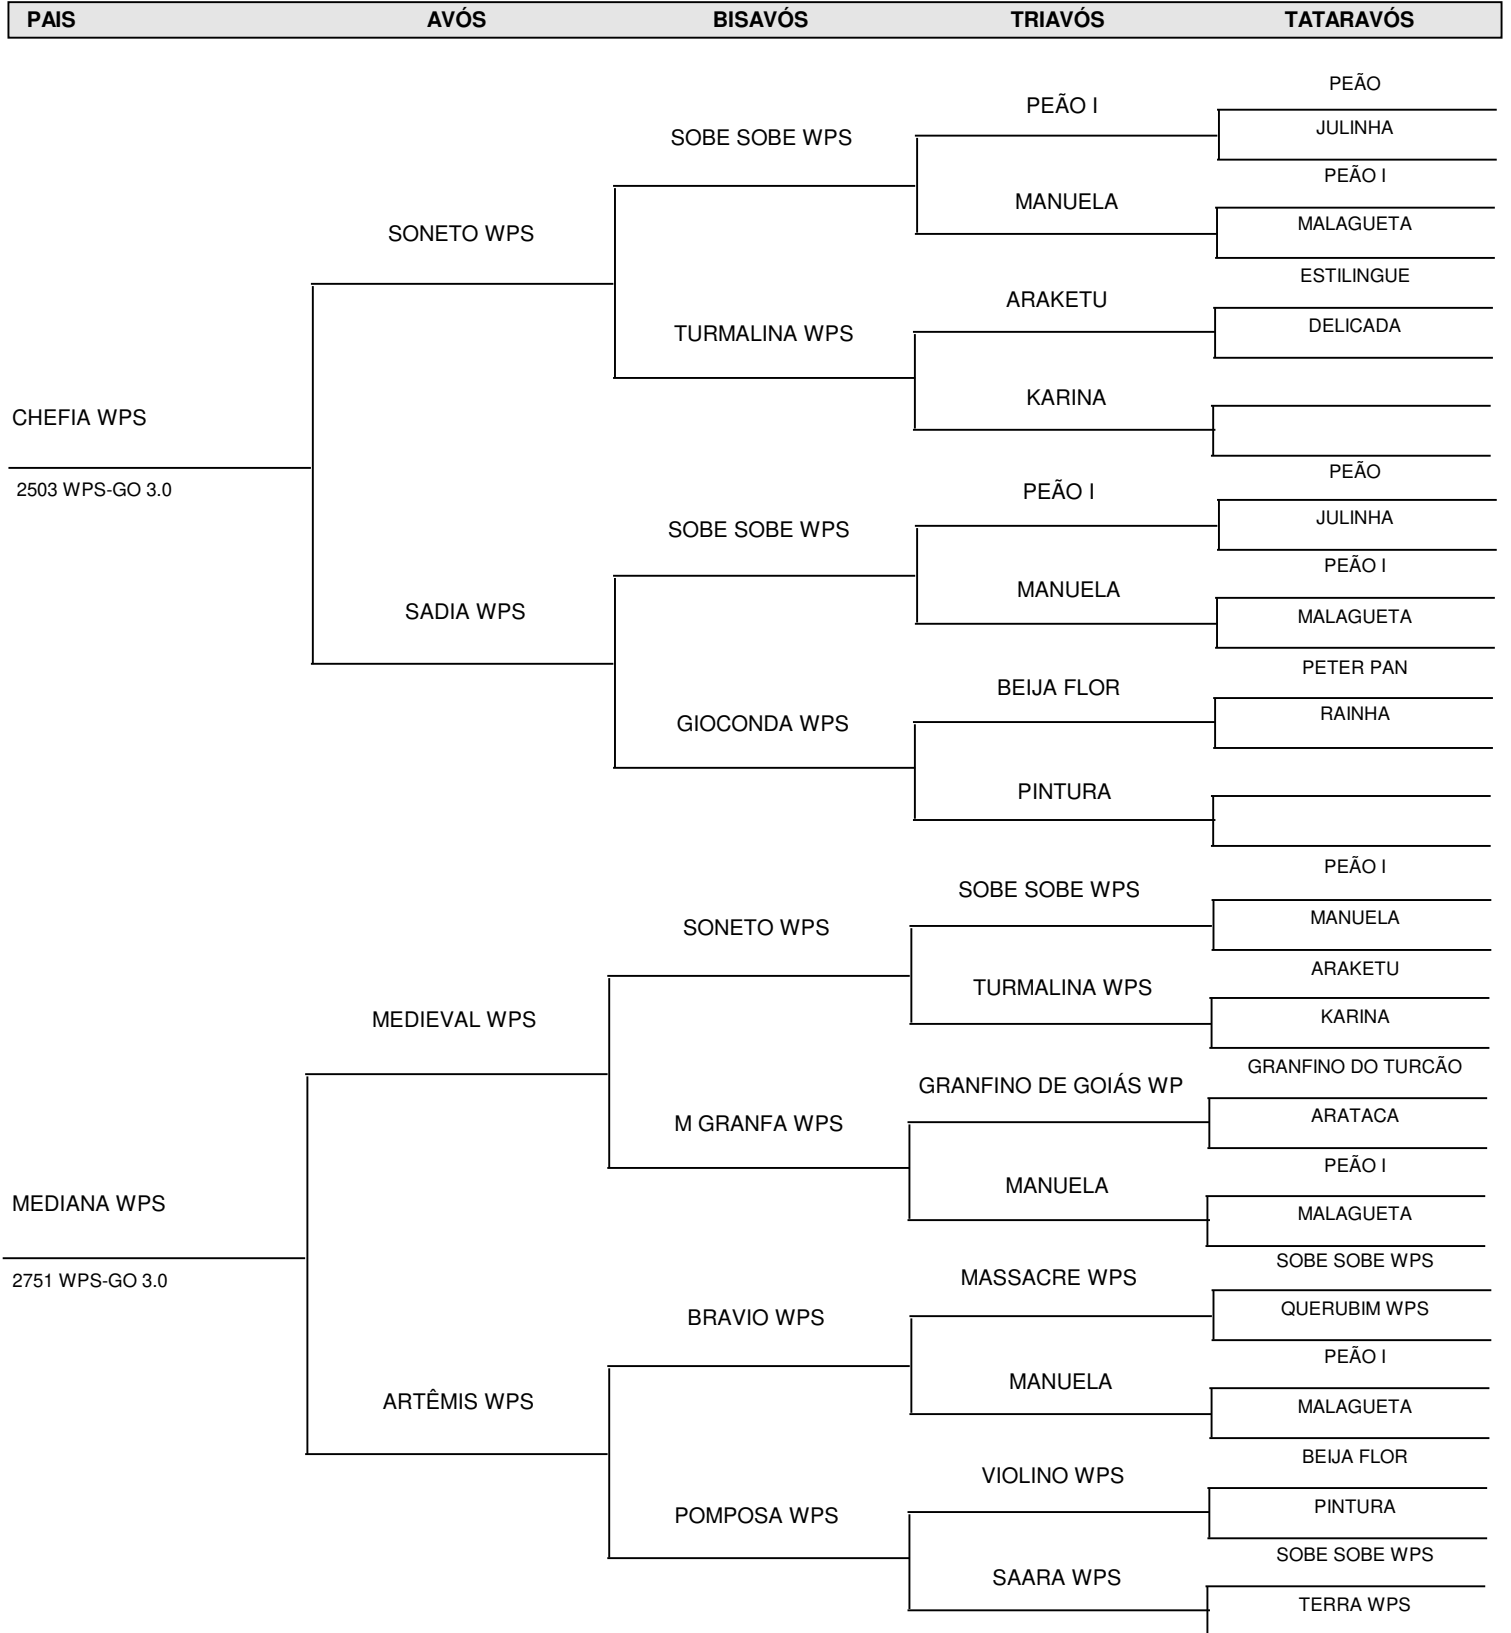 PAIS AVÓS BISAVÓS TRIAVÓS TATARAVÓS
PEÃO
PEÃO I
JULINHA
SOBE SOBE WPS
PEÃO I
MANUELA
MALAGUETA
SONETO WPS
ESTILINGUE
ARAKETU
DELICADA
TURMALINA WPS
KARINA
CHEFIA WPS
PEÃO
2503 WPS-GO 3.0
PEÃO I
JULINHA
SOBE SOBE WPS
PEÃO I
MANUELA
SADIA WPS
MALAGUETA
PETER PAN
BEIJA FLOR
RAINHA
GIOCONDA WPS
PINTURA
PEÃO I
SOBE SOBE WPS
MANUELA
SONETO WPS
ARAKETU
TURMALINA WPS
KARINA
MEDIEVAL WPS
GRANFINO DO TURCÃO
GRANFINO DE GOIÁS WP
ARATACA
M GRANFA WPS
PEÃO I
MANUELA
MEDIANA WPS
MALAGUETA
SOBE SOBE WPS
2751 WPS-GO 3.0
MASSACRE WPS
QUERUBIM WPS
BRAVIO WPS
PEÃO I
MANUELA
ARTÊMIS WPS
MALAGUETA
BEIJA FLOR
VIOLINO WPS
PINTURA
POMPOSA WPS
SOBE SOBE WPS
SAARA WPS
TERRA WPS